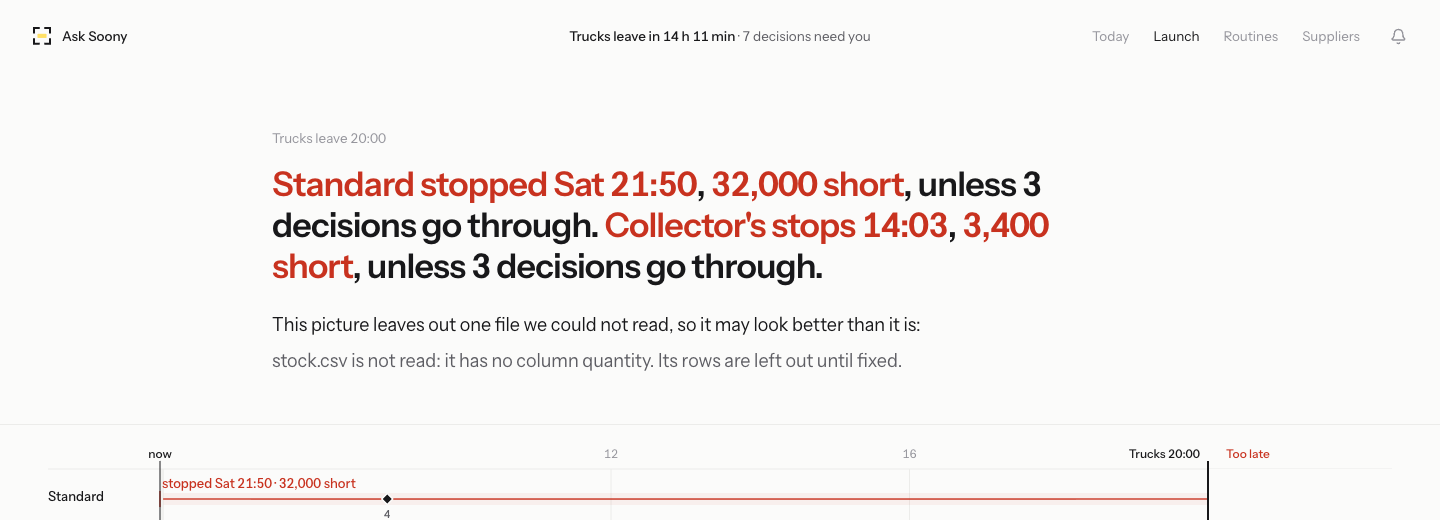 Ask Soony
Trucks leave in 14 h 11 min · 7 decisions need you
Today Launch Routines Suppliers
Trucks leave 20:00
Standard stopped Sat 21:50, 32,000 short, unless 3
decisions go through. Collector's stops 14:03, 3,400
short, unless 3 decisions go through.
This picture leaves out one file we could not read, so it may look better than it is:
stock.csv is not read: it has no column quantity. Its rows are left out until fixed.
now 12 16 Trucks 20:00 Too late
stopped Sat 21:50 · 32,000 short
Standard
4